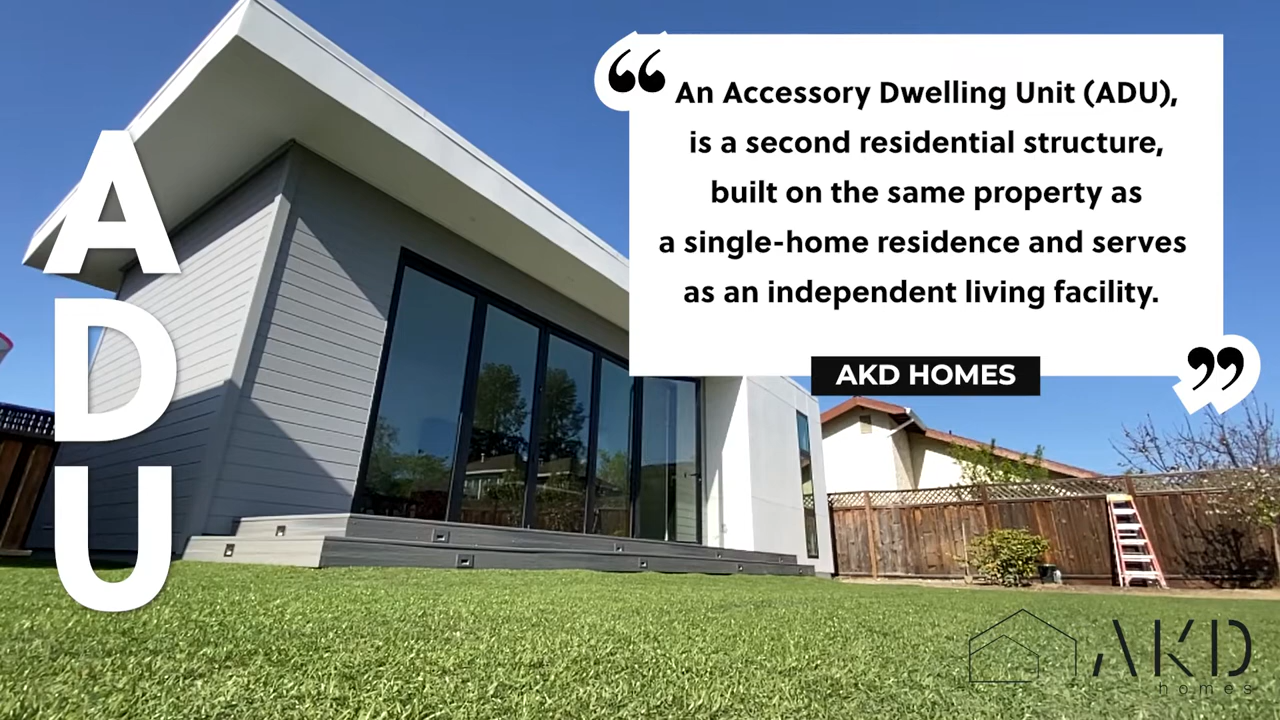 A
D
U
“
An Accessory Dwelling Unit (ADU),
is a second residential structure,
built on the same property as
a single-home residence and serves
as an independent living facility.
”
AKD HOMES
AKD
homes